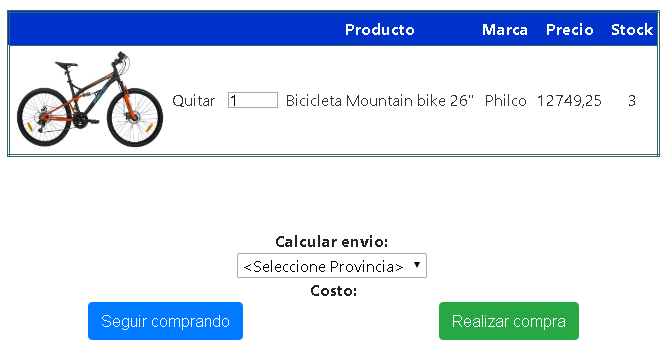 Producto Marca Precio Stock
Quitar 1 Bicicleta Mountain bike 26" Philco 12749,25 3
Calcular envio:
<Seleccione Provincia>
Costo:
Seguir comprando Realizar compra